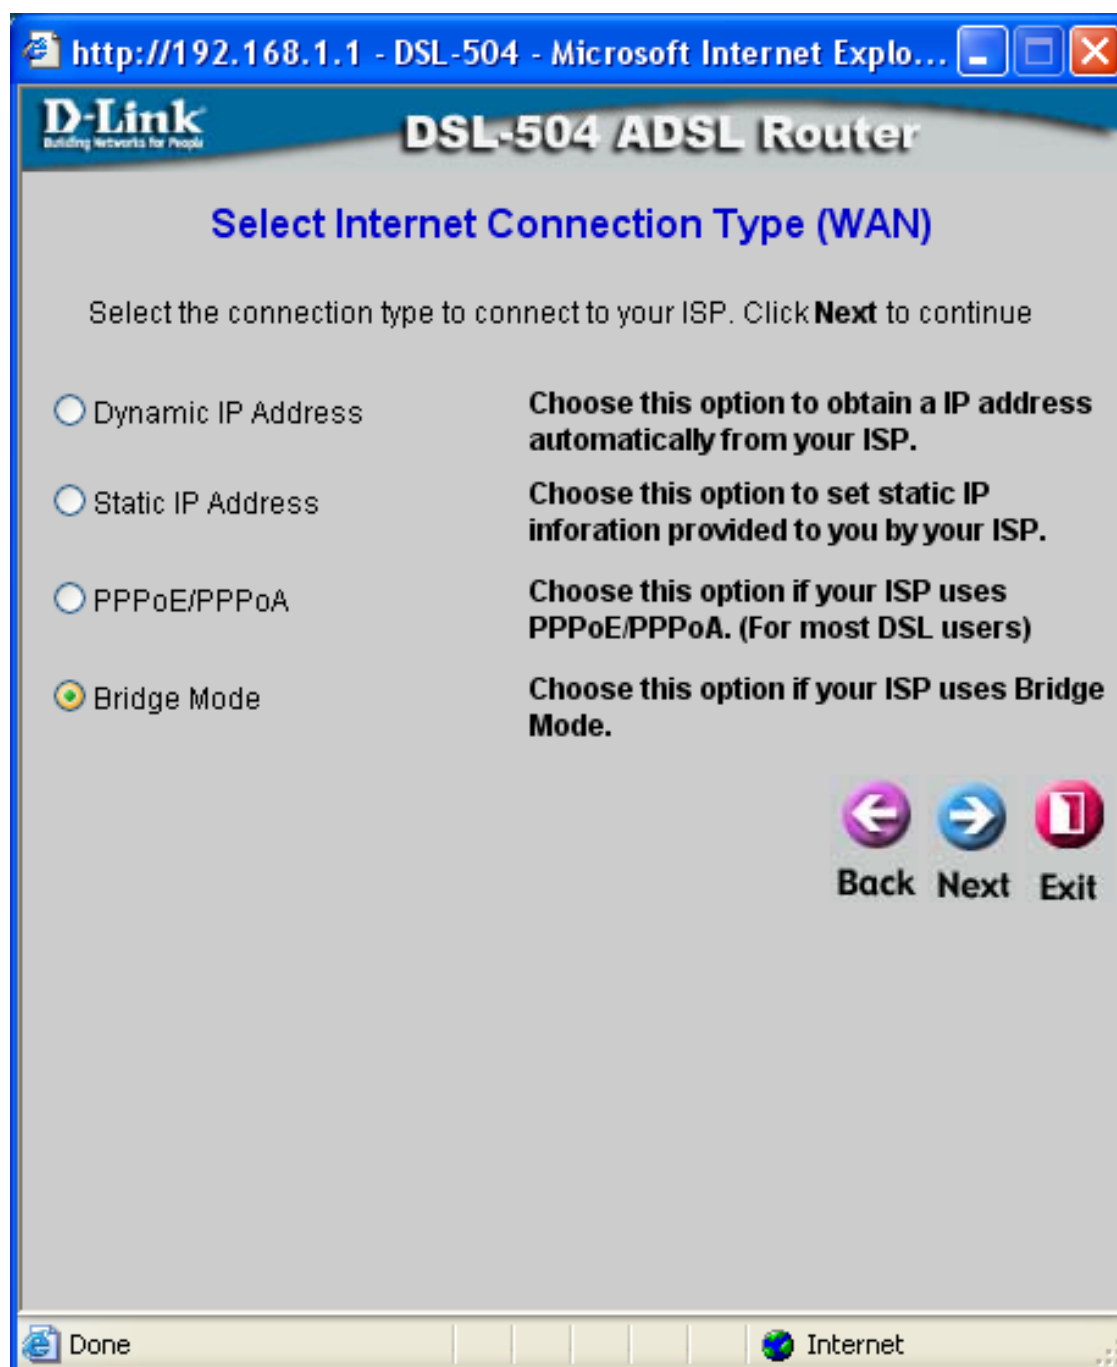 http://192.168.1.1 - DSL-504 - Microsoft Internet Explo...
D-Link
Building Networks for People
DSL-504 ADSL Router
Select Internet Connection Type (WAN)
Select the connection type to connect to your ISP. Click Next to continue
Dynamic IP Address
Choose this option to obtain a IP address
automatically from your ISP.
Static IP Address
Choose this option to set static IP
inforation provided to you by your ISP.
PPPoE/PPPoA
Choose this option if your ISP uses
PPPoE/PPPoA. (For most DSL users)
Bridge Mode
Choose this option if your ISP uses Bridge
Mode.
Back Next Exit
Done
Internet